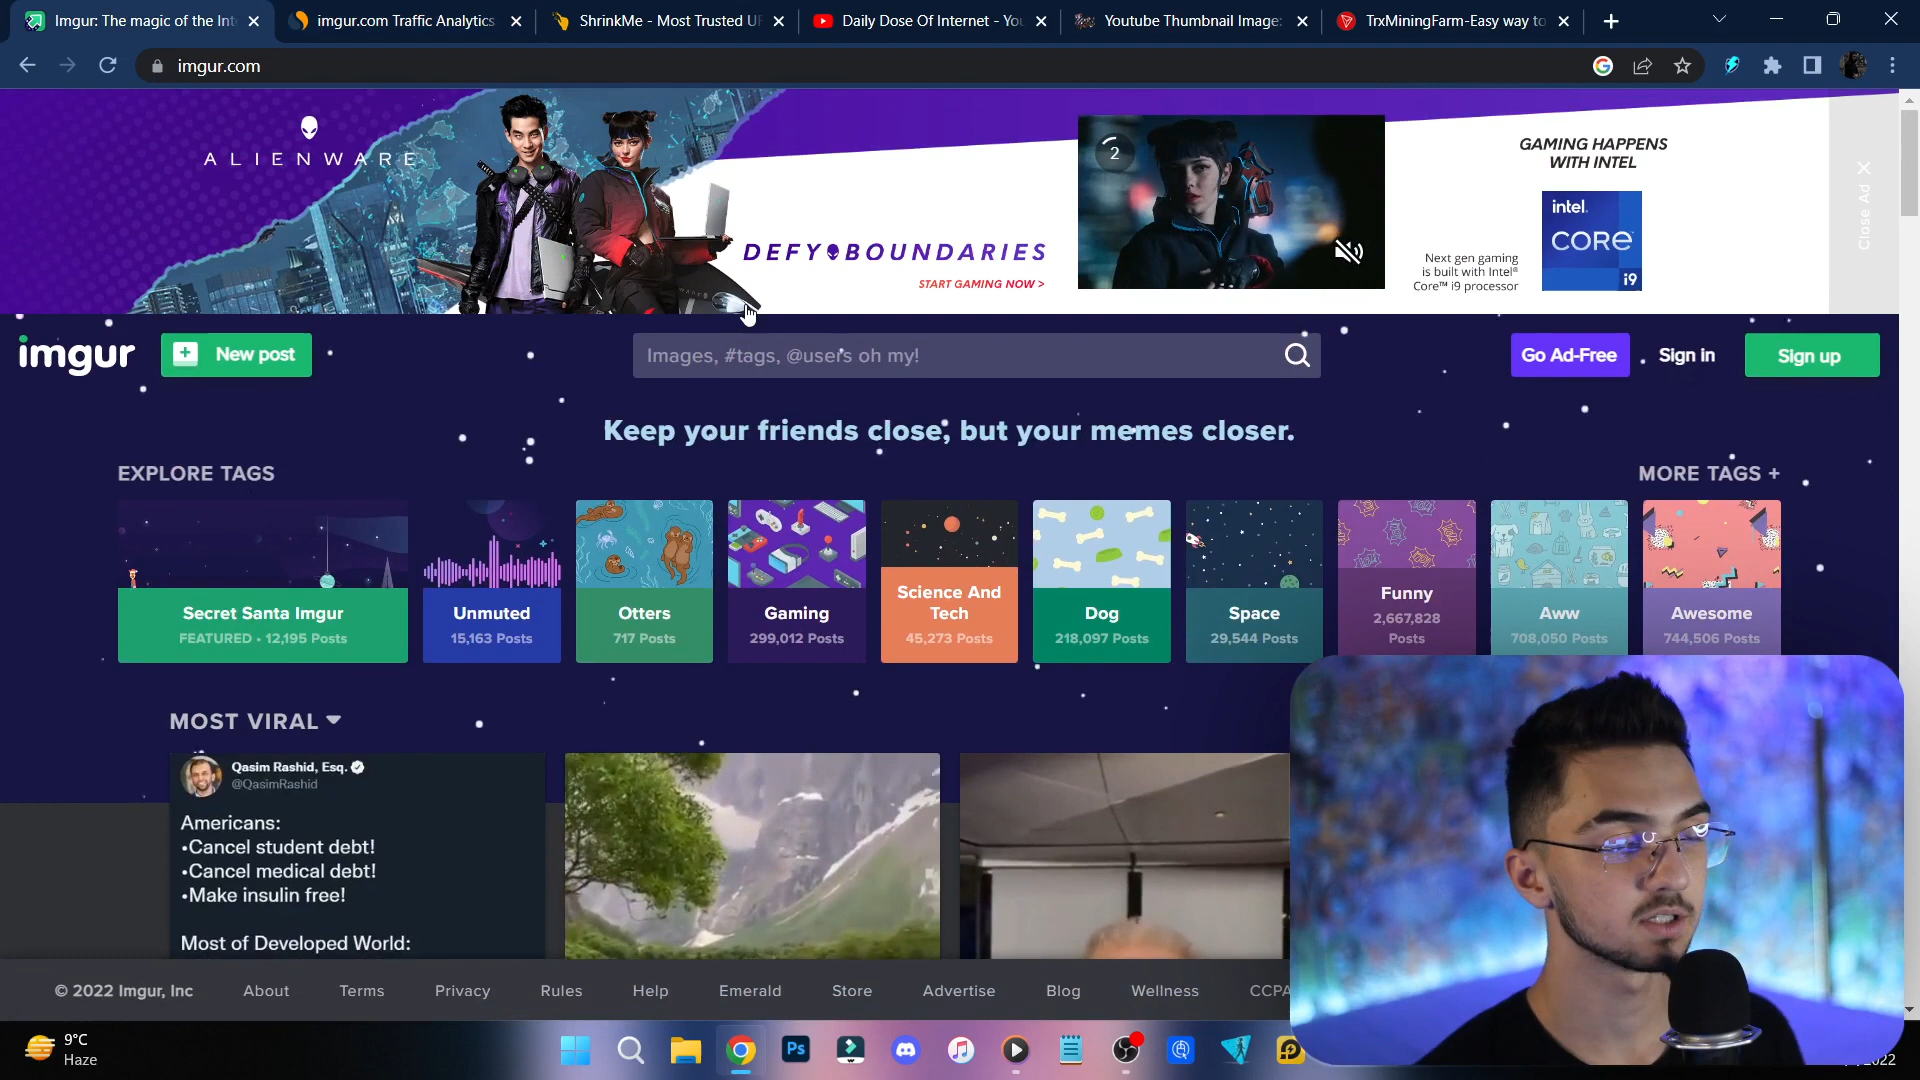 Imgur: The magic of the Int
imgur.com Traffic Analytics
ShrinkMe - Most Trusted UR
Daily Dose Of Internet - You
Youtube Thumbnail Image:
TrxMiningFarm-Easy way to
imgur.com
ALIENWARE
DEFY BOUNDARIES
START GAMING NOW >
2
GAMING HAPPENS
WITH INTEL
Next gen gaming
is built with Intel®
Core™ i9 processor
intel.
CORE
i9
Close Ad X
imgur
New post
Images, #tags, @users oh my!
Go Ad-Free
Sign in
Sign up
Keep your friends close, but your memes closer.
EXPLORE TAGS
MORE TAGS +
Secret Santa Imgur
FEATURED • 12,195 Posts
Unmuted
15,163 Posts
Otters
717 Posts
Gaming
299,012 Posts
Science And
Tech
45,273 Posts
Dog
218,097 Posts
Space
29,544 Posts
Funny
2,667,828
Posts
Aww
708,050 Posts
Awesome
744,506 Posts
MOST VIRAL
Qasim Rashid, Esq.
@QasimRashid
Americans:
•Cancel student debt!
•Cancel medical debt!
•Make insulin free!
Most of Developed World:
© 2022 Imgur, Inc
About
Terms
Privacy
Rules
Help
Emerald
Store
Advertise
Blog
Wellness
CCPA
9°C
Haze
Ps